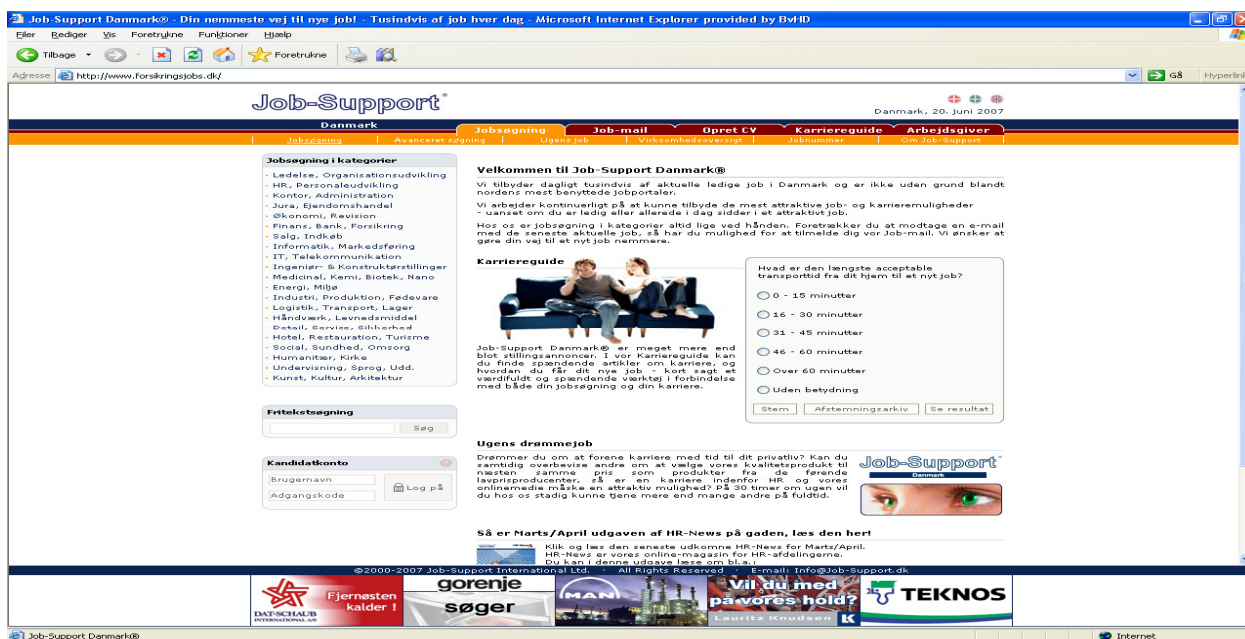 Job-Support Danmark® - Din nemmeste vej til nye job! - Tusindvis af job hver dag - Microsoft Internet Explorer provided by BvHD
Filer Rediger Vis Foretrukne Funktioner Hjælp
Tilbage Foretrukne
Adresse http://www.forsikringsjobs.dk/ Gå Hyperlin
Job-Support
Danmark, 20. juni 2007
Danmark Jobsøgning Job-mail Opret CV Karriereguide Arbejdsgiver
Jobsøgning | Avanceret søgning | Ugens job | Virksomhedsoversigt | Jobnummer | Om Job-Support
Jobsøgning i kategorier
- Ledelse, Organisationsudvikling
- HR, Personaleudvikling
- Kontor, Administration
- Jura, Ejendomshandel
- Økonomi, Revision
- Finans, Bank, Forsikring
- Salg, Indkøb
- Informatik, Markedsføring
- IT, Telekommunikation
- Ingeniør- & Konstruktørstillinger
- Medicinal, Kemi, Biotek, Nano
- Energi, Miljø
- Industri, Produktion, Fødevare
- Logistik, Transport, Lager
- Håndværk, Levnedsmiddel
- Detail, Service, Sikkerhed
- Hotel, Restauration, Turisme
- Social, Sundhed, Omsorg
- Humanitær, Kirke
- Undervisning, Sprog, Udd.
- Kunst, Kultur, Arkitektur
Fritekstsøgning
Søg
Kandidatkonto
Brugernavn
Adgangskode
Log på
Velkommen til Job-Support Danmark®
Vi tilbyder dagligt tusindvis af aktuelle ledige job i Danmark og er ikke uden grund blandt
nordens mest benyttede jobportaler.
Vi arbejder kontinuerligt på at kunne tilbyde de mest attraktive job- og karrieremuligheder
- uanset om du er ledig eller allerede i dag sidder i et attraktivt job.
Hos os er jobsøgning i kategorier altid lige ved hånden. Foretrækker du at modtage en e-mail
med de seneste aktuelle job, så har du mulighed for at tilmelde dig vor Job-mail. Vi ønsker at
gøre din vej til et nyt job nemmere.
Karriereguide
Job-Support Danmark® er meget mere end
blot stillingsannoncer. I vor Karriereguide kan
du finde spændende artikler om karriere, og
hvordan du får dit nye job - kort sagt et
værdifuldt og spændende værktøj i forbindelse
med både din jobsøgning og din karriere.
Hvad er den længste acceptable
transporttid fra dit hjem til et nyt job?
0 - 15 minutter
16 - 30 minutter
31 - 45 minutter
46 - 60 minutter
Over 60 minutter
Uden betydning
Stem Afstemningsarkiv Se resultat
Ugens drømmejob
Drømmer du om at forene karriere med tid til dit privatliv? Kan du
samtidig overbevise andre om at vælge vores kvalitetsprodukt til
næsten samme pris som produkter fra de førende
lavprisproducenter, så er en karriere indenfor HR og vores
onlinemedie måske en attraktiv mulighed? På 30 timer om ugen vil
du hos os stadig kunne tjene mere end mange andre på fuldtid.
Job-Support
Danmark
Så er Marts/April udgaven af HR-News på gaden, læs den her!
Klik og læs den seneste udkomne HR-News for Marts/April.
HR-News er vores online-magasin for HR-afdelingerne.
Du kan i denne udgave læse om bl.a.:
©2000-2007 Job-Support International Ltd. · All Rights Reserved · E-mail: Info@Job-Support.dk
DAT-SCHAUB
INTERNATIONAL A/S
Fjernøsten
kalder !
gorenje
søger
MAN
Vil du med
på vores hold?
Lauritz Knudsen
TEKNOS
Job-Support Danmark®
Internet